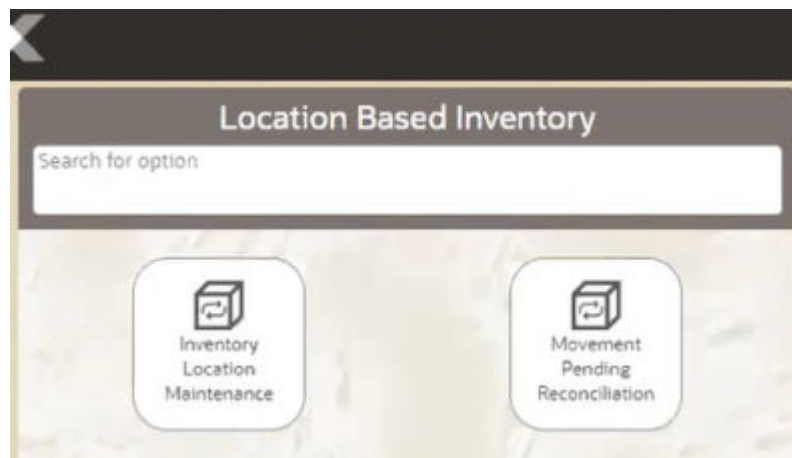 Location Based Inventory
Search for option
Inventory
Location
Maintenance
Movement
Pending
Reconciliation